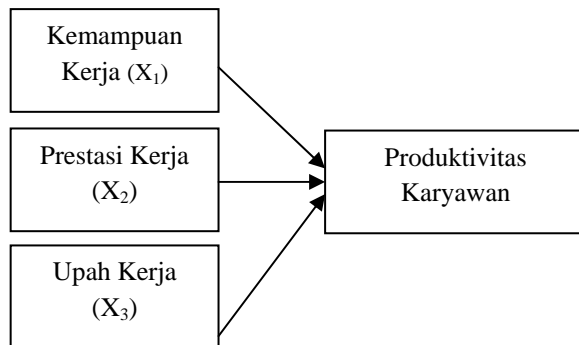 Kemampuan
Kerja (X₁)
Prestasi Kerja
(X₂)
Upah Kerja
(X₃)
Produktivitas
Karyawan